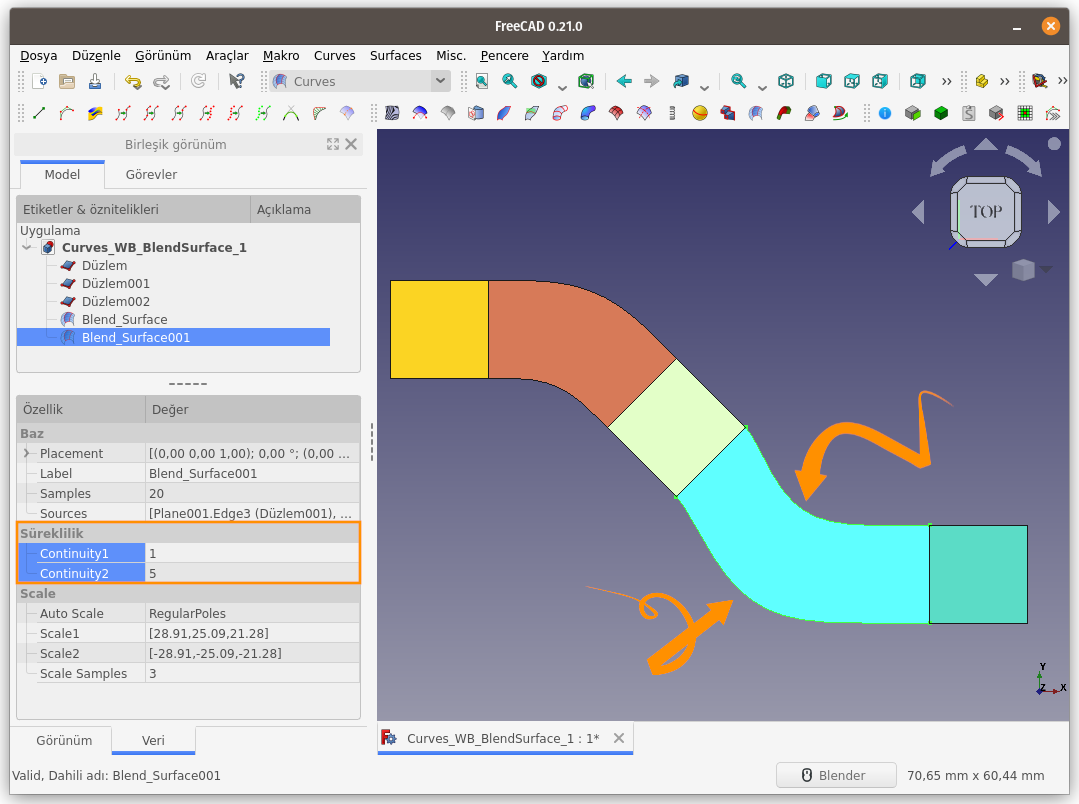 FreeCAD 0.21.0
Dosya Düzenle Görünüm Araçlar Makro Curves Surfaces Misc. Pencere Yardım
Curves
Birleşik görünüm
Model Görevler
Etiketler & öznitelikleri Açıklama
Uygulama
Curves_WB_BlendSurface_1
Düzlem
Düzlem001
Düzlem002
Blend_Surface
Blend_Surface001
Özellik Değer
Baz
Placement [(0,00 0,00 1,00); 0,00 °; (0,00 ...
Label Blend_Surface001
Samples 20
Sources [Plane001.Edge3 (Düzlem001), ...
Süreklilik
Continuity1 1
Continuity2 5
Scale
Auto Scale RegularPoles
Scale1 [28.91,25.09,21.28]
Scale2 [-28.91,-25.09,-21.28]
Scale Samples 3
Görünüm Veri
TOP
Y
Z X
Curves_WB_BlendSurface_1 : 1*
Valid, Dahili adı: Blend_Surface001 Blender 70,65 mm x 60,44 mm